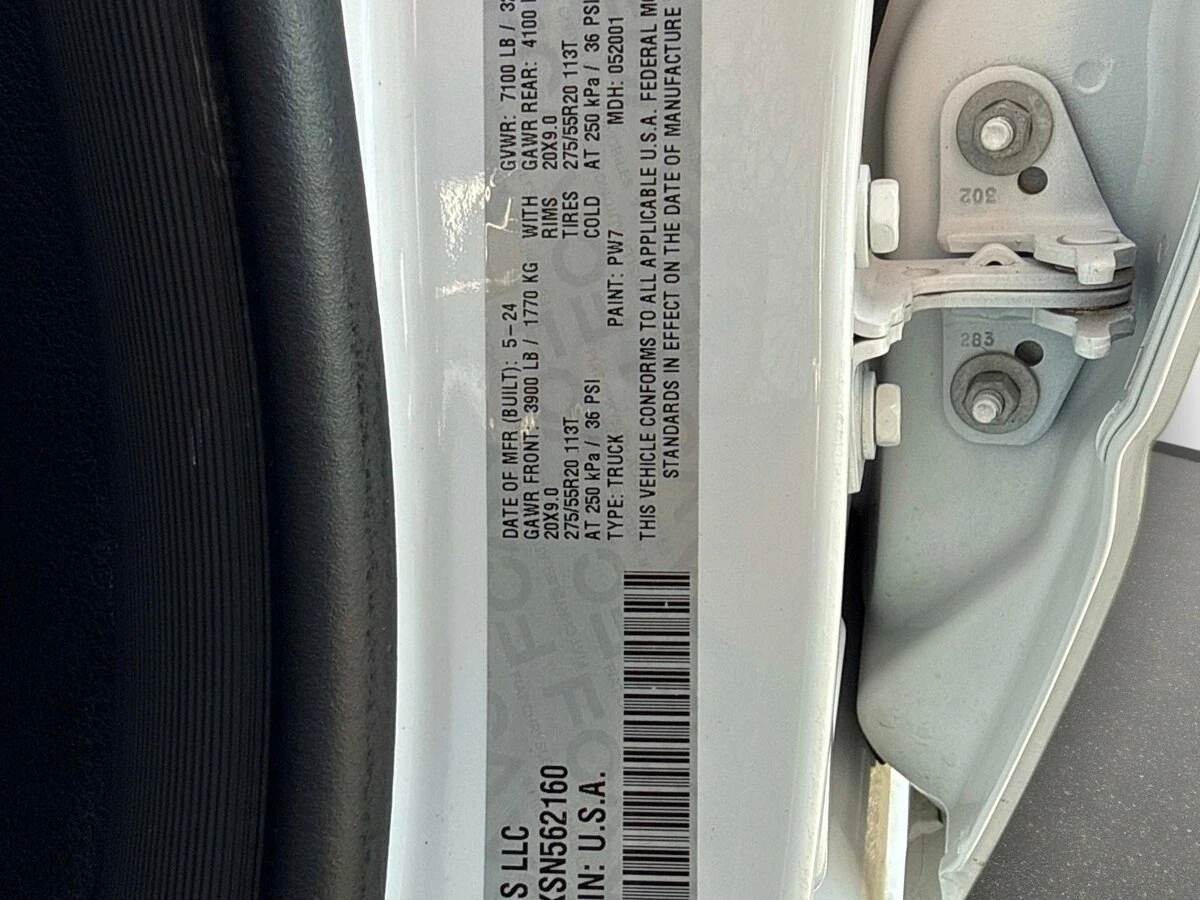 S LLC
KSN562160
IN: U.S.A.
DATE OF MFR (BUILT): 5-24 GVWR: 7100 LB /
GAWR FRONT: 3900 LB / 1770 KG WITH GAWR REAR: 4100
20X9.0 RIMS 20X9.0
275/55R20 113T TIRES 275/55R20 113T
AT 250 kPa / 36 PSI COLD AT 250 kPa / 36 PSI
TYPE: TRUCK PAINT: PW7 MDH: 052001
THIS VEHICLE CONFORMS TO ALL APPLICABLE U.S.A. FEDERAL
STANDARDS IN EFFECT ON THE DATE OF MANUFACTURE
302
283